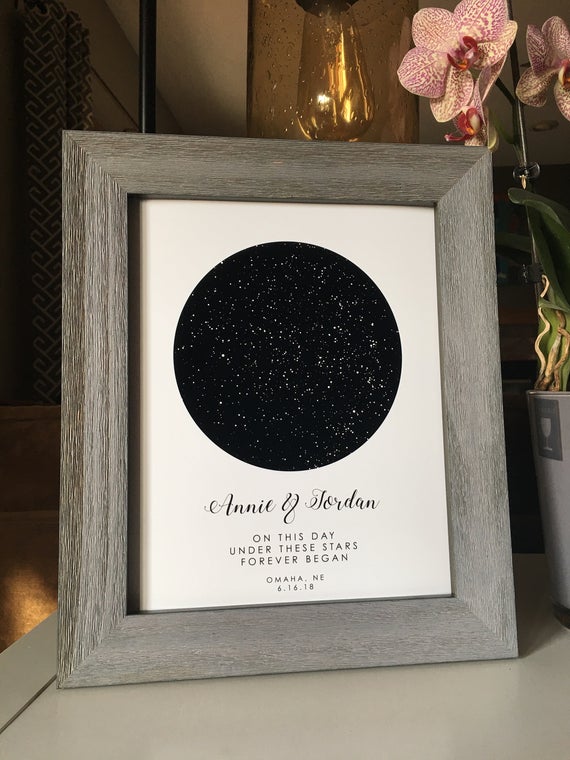 Annie & Jordan
ON THIS DAY
UNDER THESE STARS
FOREVER BEGAN
OMAHA, NE
6.16.18